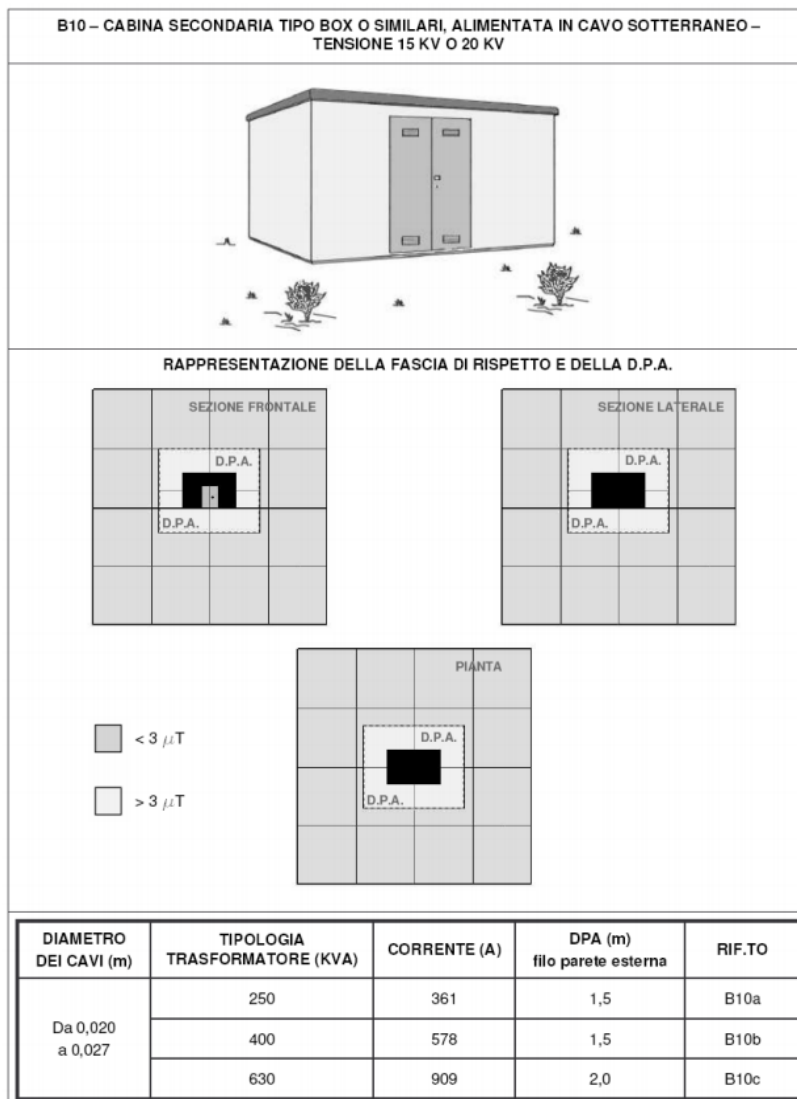 B10 – CABINA SECONDARIA TIPO BOX O SIMILARI, ALIMENTATA IN CAVO SOTTERRANEO –
TENSIONE 15 KV O 20 KV
RAPPRESENTAZIONE DELLA FASCIA DI RISPETTO E DELLA D.P.A.
SEZIONE FRONTALE
D.P.A.
D.P.A.
SEZIONE LATERALE
D.P.A.
D.P.A.
PIANTA
D.P.A.
D.P.A.
< 3 μT
> 3 μT
DIAMETRO
DEI CAVI (m)
TIPOLOGIA
TRASFORMATORE (KVA)
CORRENTE (A)
DPA (m)
filo parete esterna
RIF.TO
Da 0,020
a 0,027
250 361 1,5 B10a
400 578 1,5 B10b
630 909 2,0 B10c